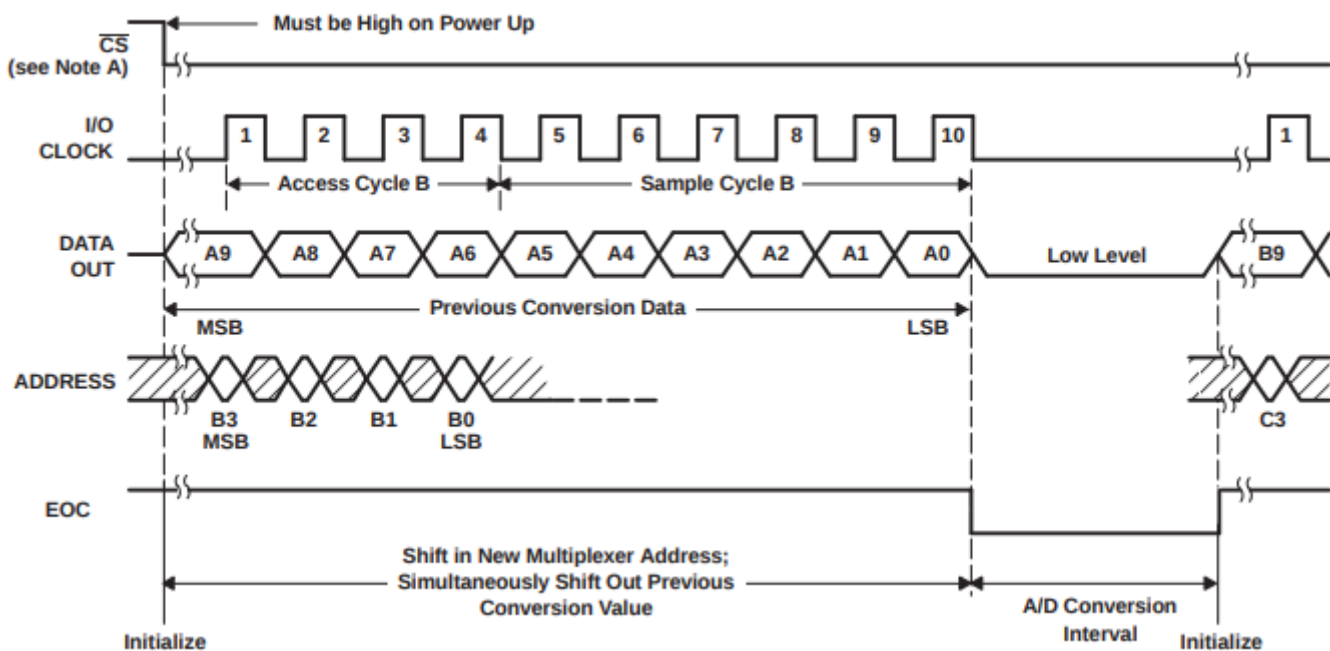 Must be High on Power Up
CS
(see Note A)
I/O
CLOCK
1 2 3 4 5 6 7 8 9 10 1
Access Cycle B
Sample Cycle B
DATA
OUT
A9 A8 A7 A6 A5 A4 A3 A2 A1 A0 Low Level B9
Previous Conversion Data
MSB LSB
ADDRESS
B3 B2 B1 B0 C3
MSB LSB
EOC
Shift in New Multiplexer Address;
Simultaneously Shift Out Previous
Conversion Value
A/D Conversion
Interval
Initialize Initialize